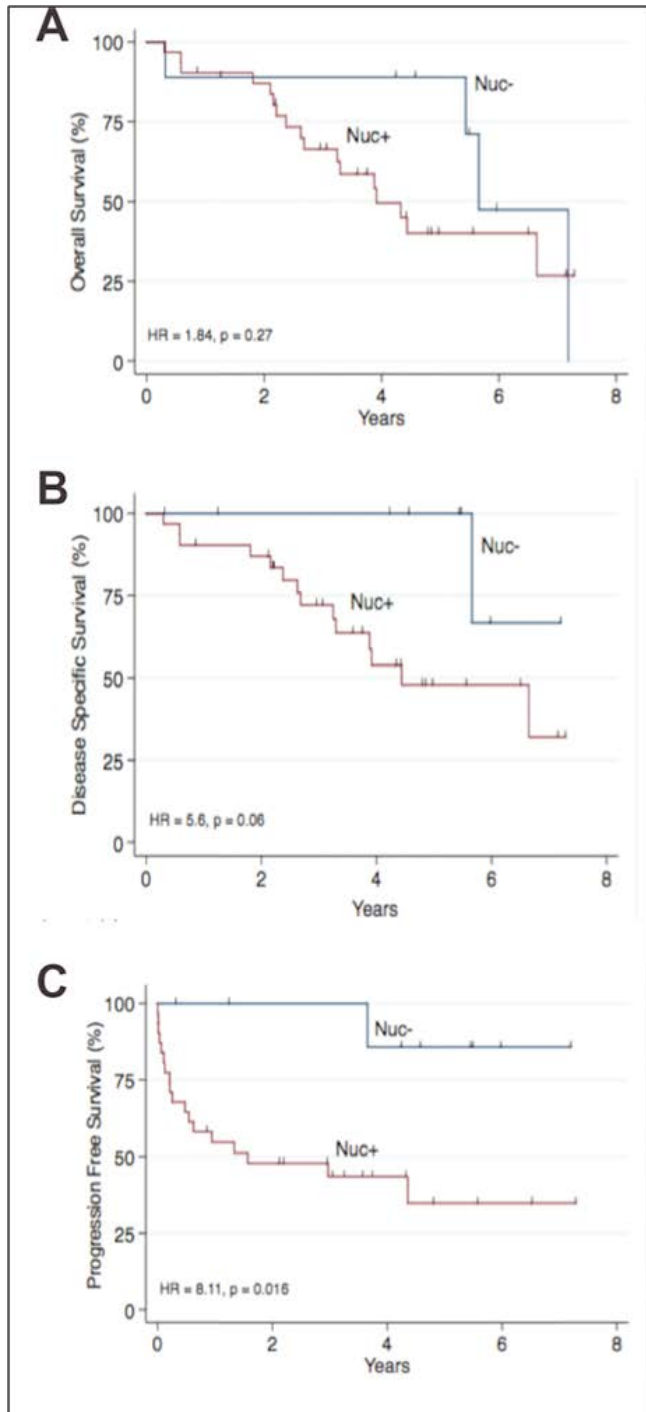 A
Overall Survival (%)
100
75
50
25
0
Nuc-
Nuc+
HR = 1.84, p = 0.27
0 2 4 6 8
Years
B
Disease Specific Survival (%)
100
75
50
25
0
Nuc-
Nuc+
HR = 5.6, p = 0.06
0 2 4 6 8
Years
C
Progression Free Survival (%)
100
75
50
25
0
Nuc-
Nuc+
HR = 8.11, p = 0.016
0 2 4 6 8
Years